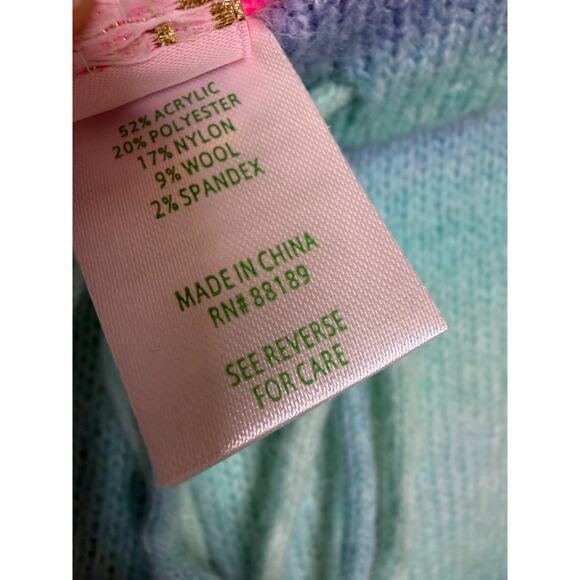 52% ACRYLIC
20% POLYESTER
17% NYLON
9% WOOL
2% SPANDEX
MADE IN CHINA
RN# 88189
SEE REVERSE
FOR CARE